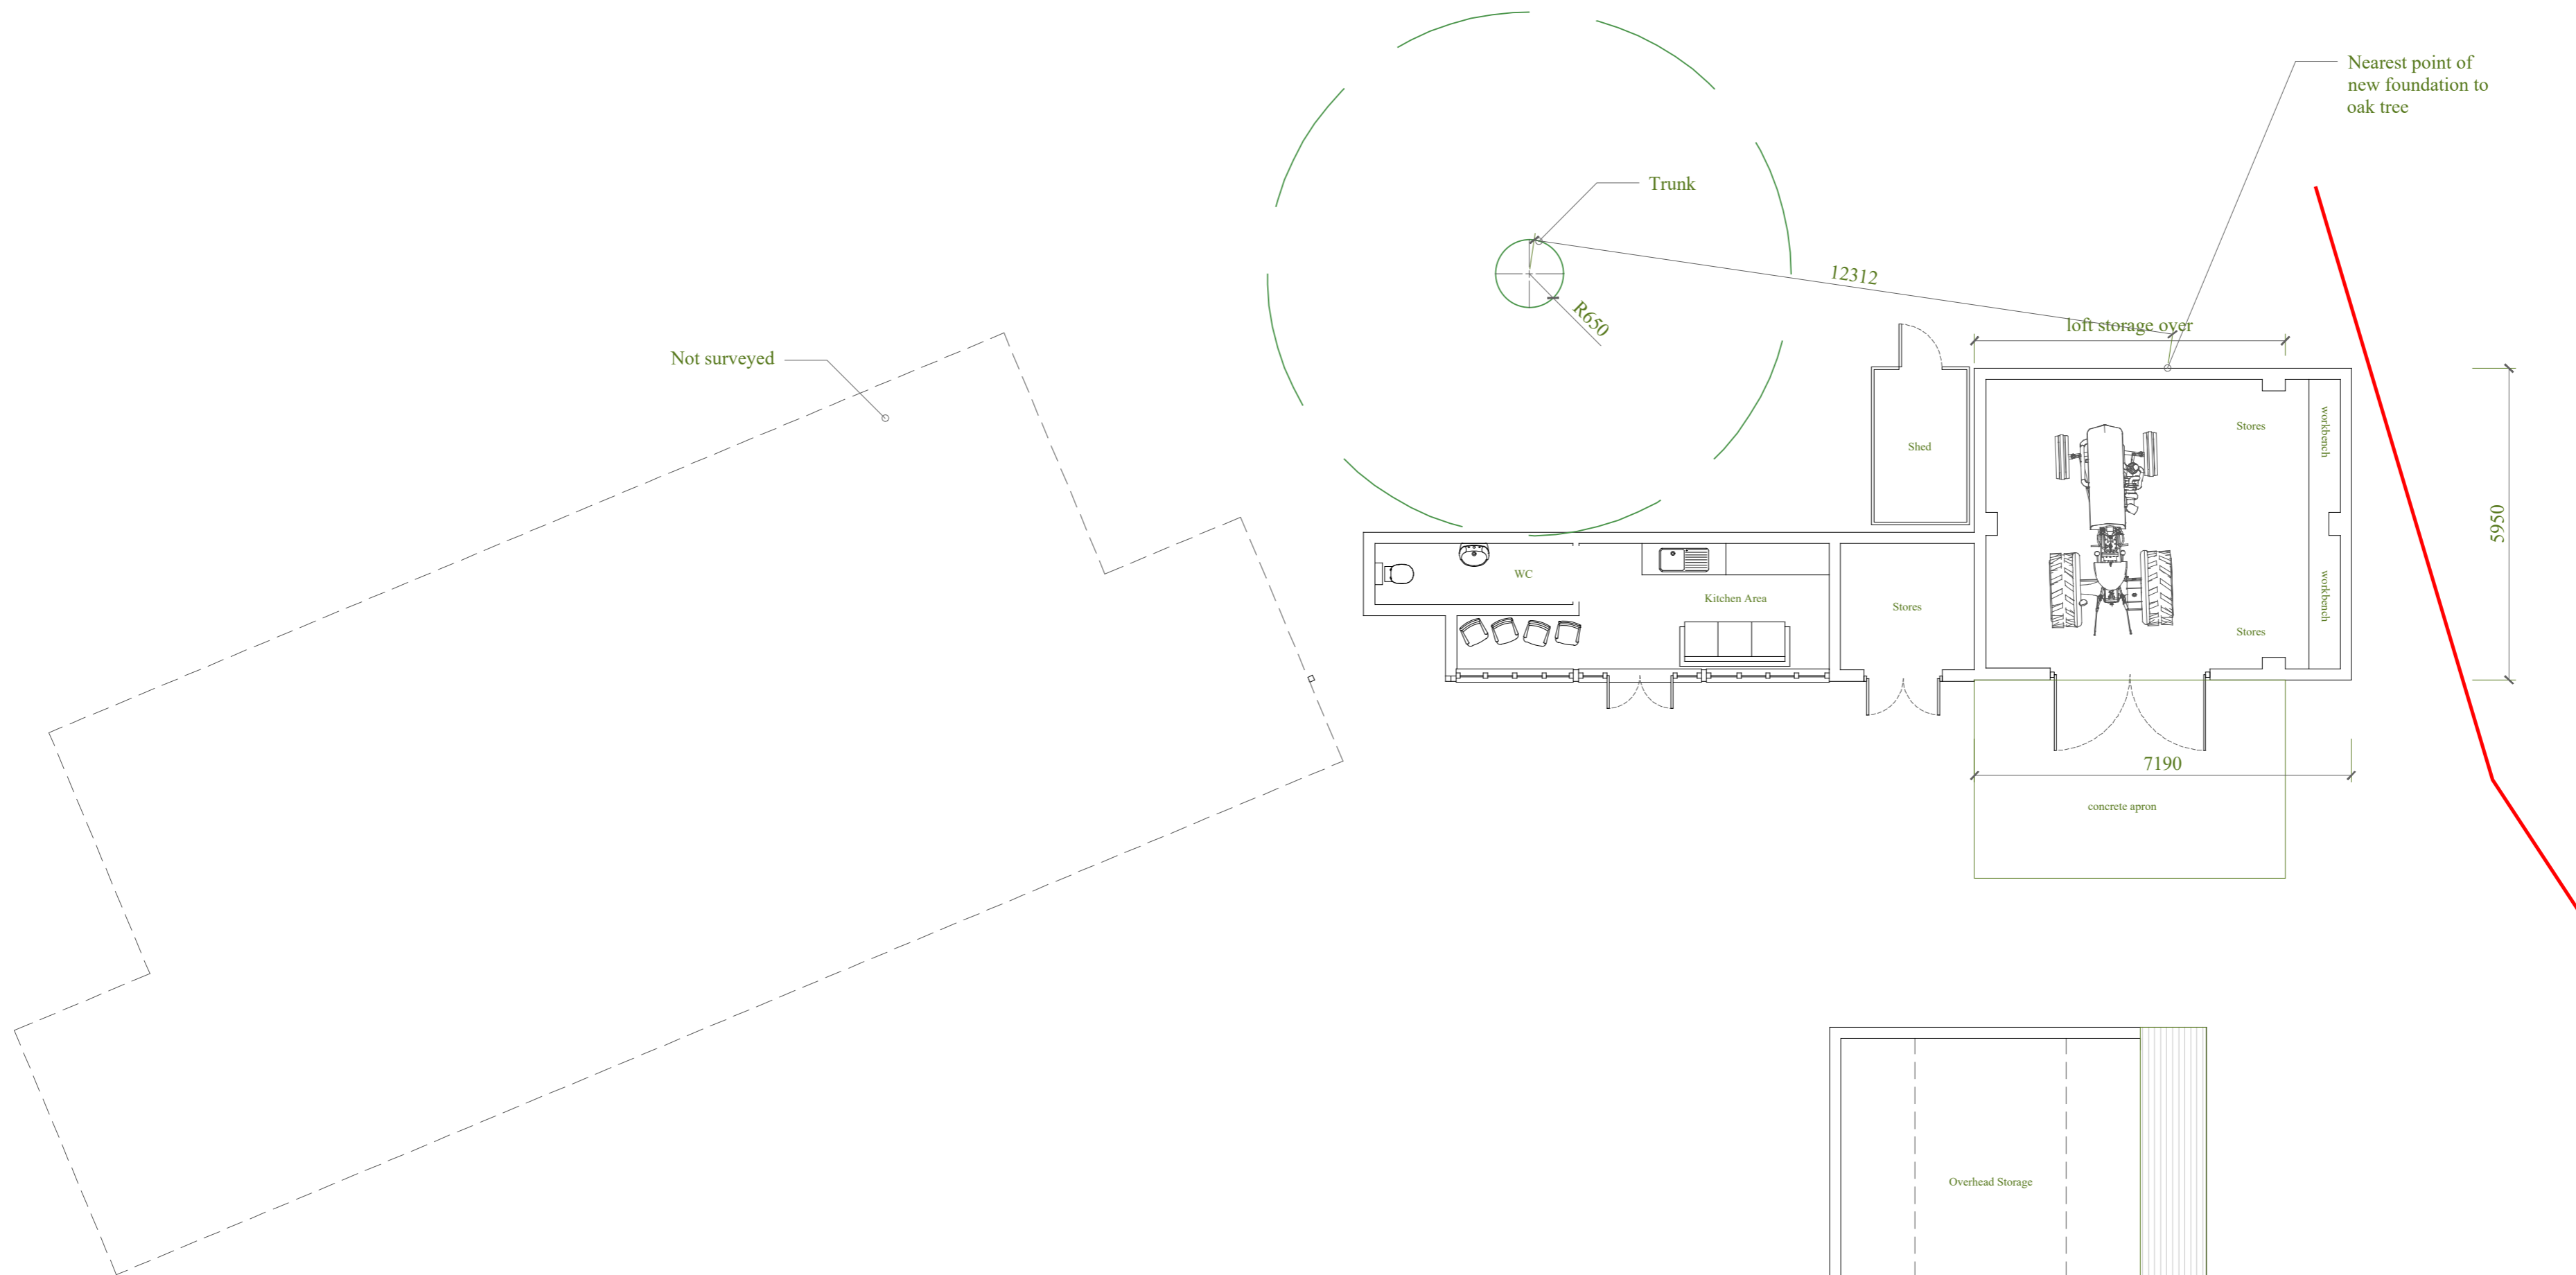 Nearest point of
new foundation to
oak tree
Trunk
12312
R650
loft storage over
Not surveyed
Shed
Stores
workbench
5950
WC
Kitchen Area
Stores
workbench
Stores
7190
concrete apron
Overhead Storage